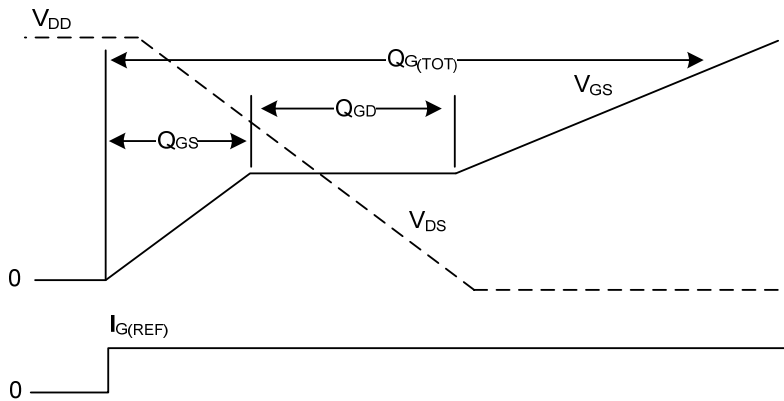 VDD
QG(TOT)
VGS
QGD
QGS
VDS
0
IG(REF)
0